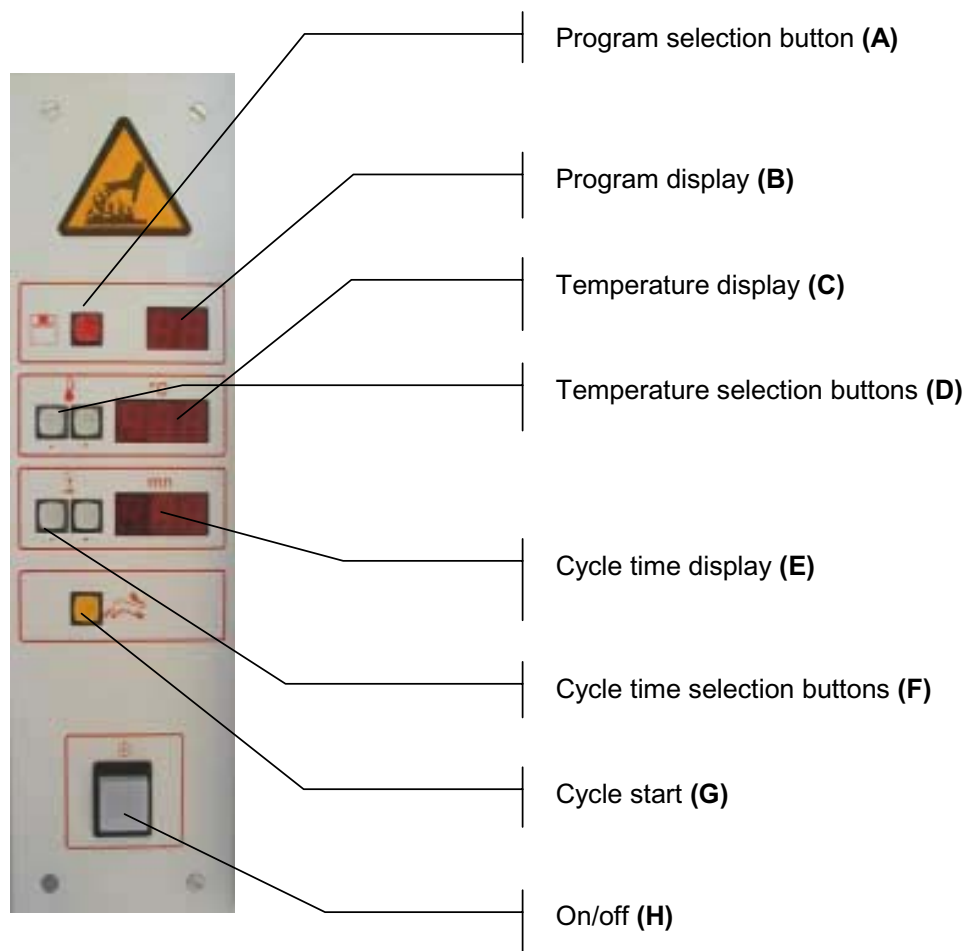 Program selection button (A)
Program display (B)
Temperature display (C)
°C
Temperature selection buttons (D)
- +
mn
- +
Cycle time display (E)
Cycle time selection buttons (F)
Cycle start (G)
On/off (H)